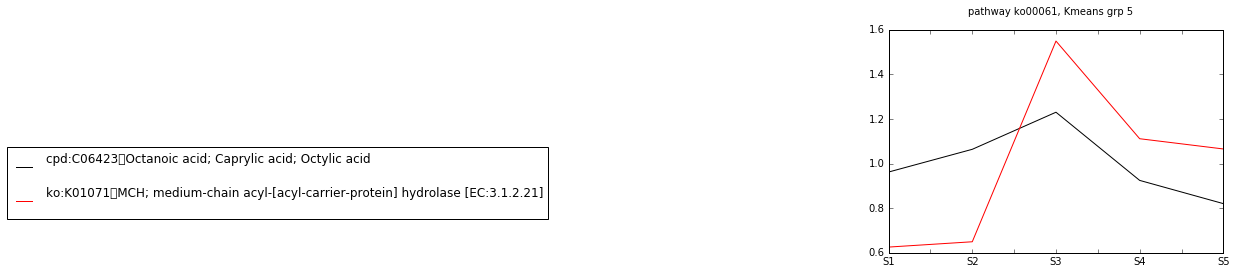 pathway ko00061, Kmeans grp 5
1.6
1.4
1.2
1.0
0.8
0.6
S1 S2 S3 S4 S5
cpd:C06423▯Octanoic acid; Caprylic acid; Octylic acid
ko:K01071▯MCH; medium-chain acyl-[acyl-carrier-protein] hydrolase [EC:3.1.2.21]